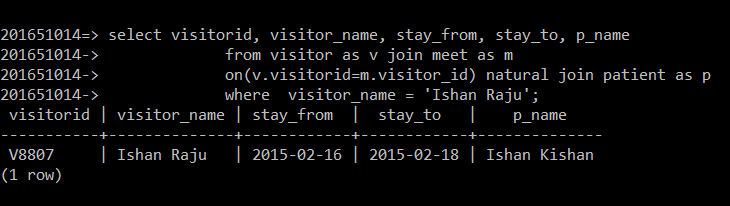 201651014=> select visitorid, visitor_name, stay_from, stay_to, p_name
201651014->             from visitor as v join meet as m
201651014->             on(v.visitorid=m.visitor_id) natural join patient as p
201651014->             where  visitor_name = 'Ishan Raju';
 visitorid | visitor_name | stay_from  |  stay_to   |    p_name
-----------+--------------+------------+------------+--------------
 V8807     | Ishan Raju   | 2015-02-16 | 2015-02-18 | Ishan Kishan
(1 row)